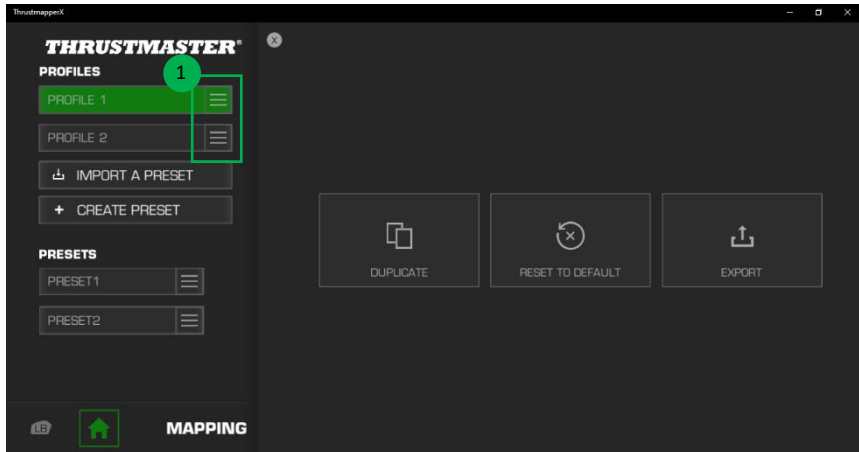 ThrustmapperX
THRUSTMASTER®
X
PROFILES
1
PROFILE 1
PROFILE 2
IMPORT A PRESET
+ CREATE PRESET
DUPLICATE
RESET TO DEFAULT
EXPORT
PRESETS
PRESET1
PRESET2
LB
MAPPING